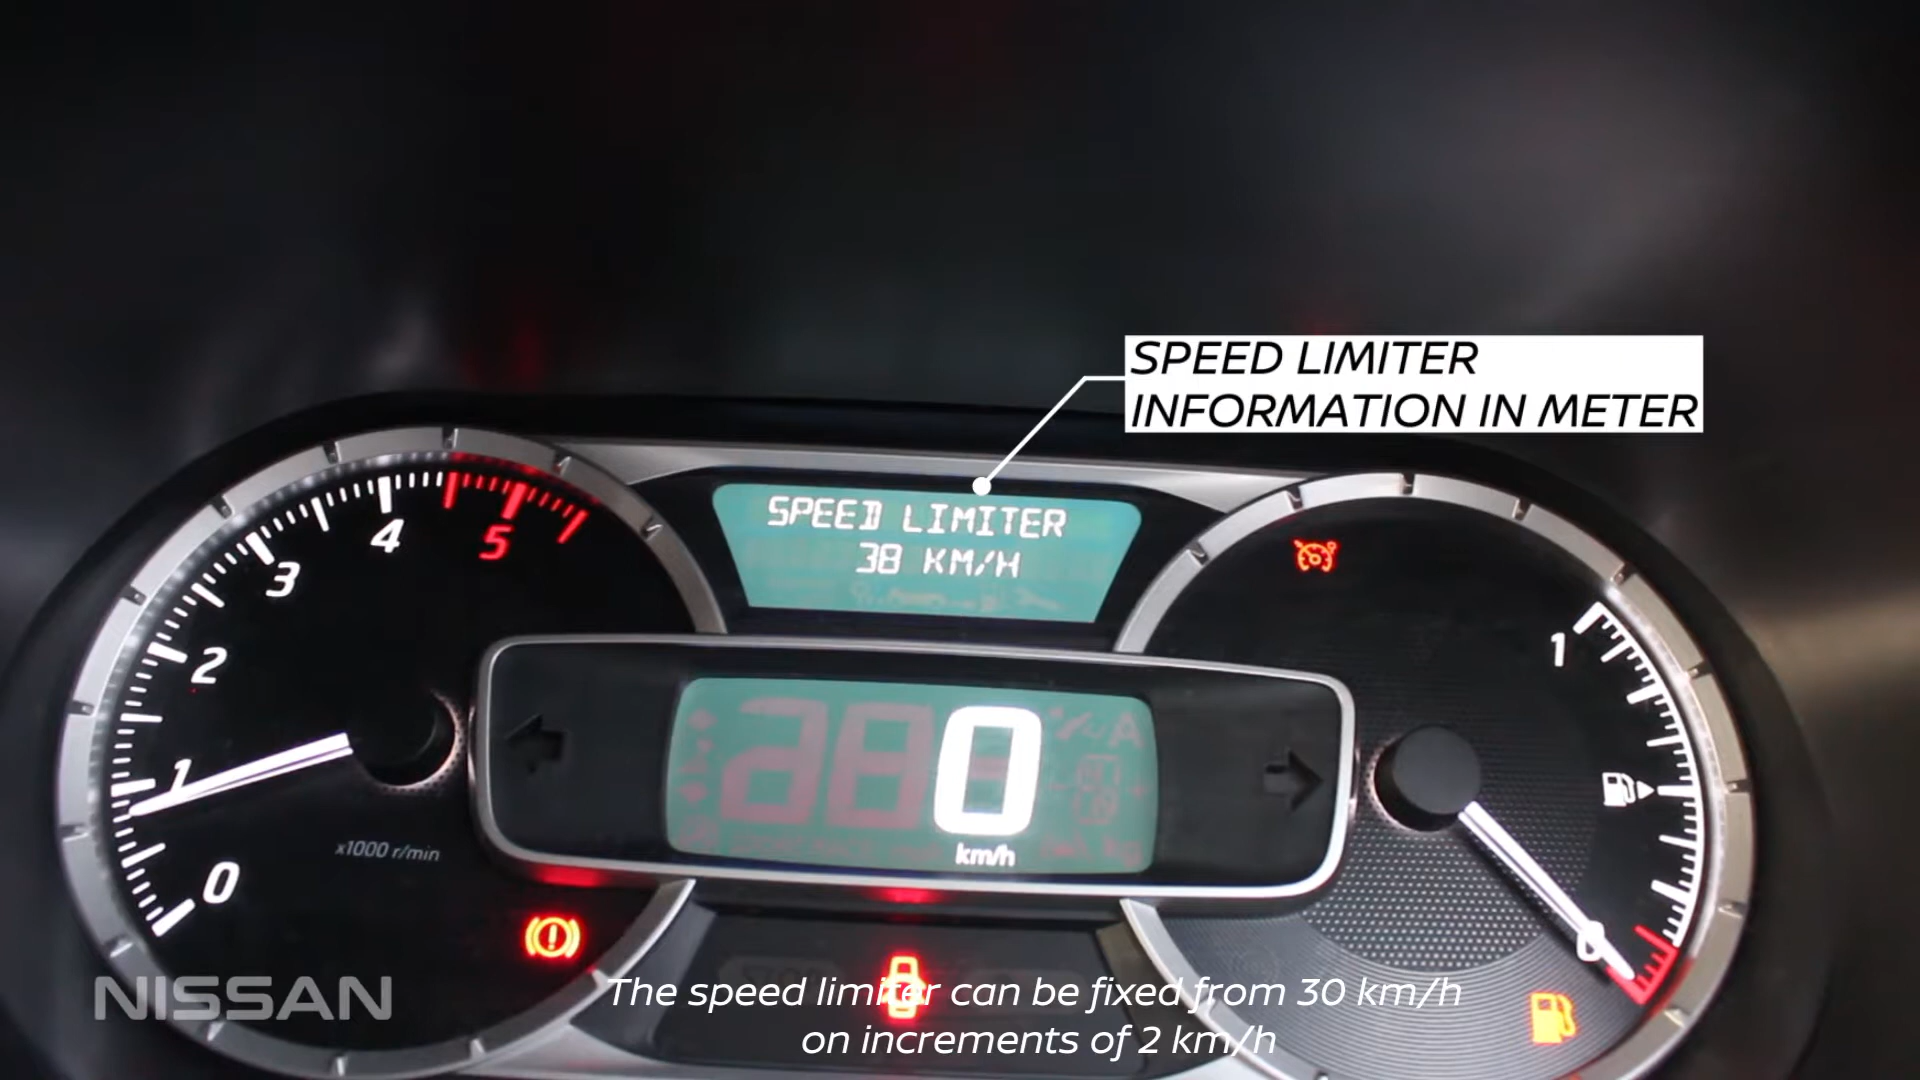 SPEED LIMITER
INFORMATION IN METER
SPEED LIMITER
38 KM/H
4
5
3
2
1
0
x1000 r/min
0
km/h
1
0
NISSAN
The speed limiter can be fixed from 30 km/h
on increments of 2 km/h